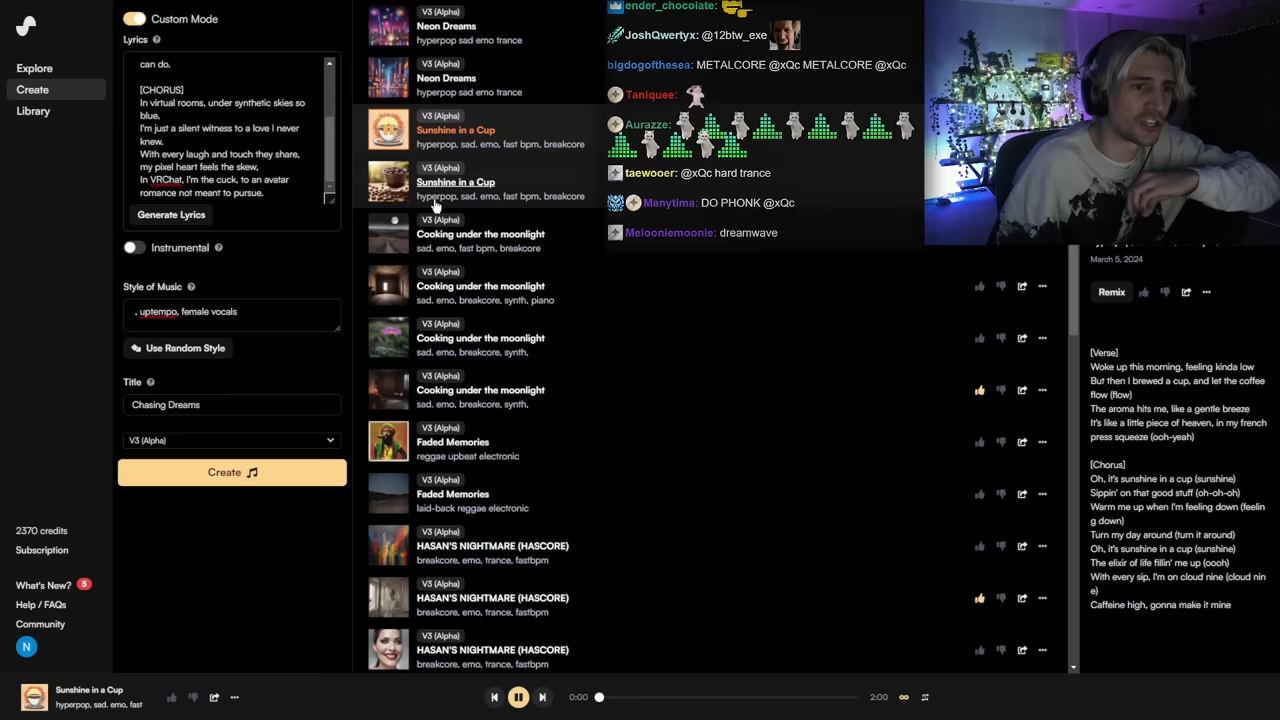 Custom Mode
Lyrics
can do.
[CHORUS]
In virtual rooms, under synthetic skies so
blue,
I'm just a silent witness to a love I never
knew.
With every laugh and touch they share,
my pixel heart feels the skew.
In VRChat, I'm the cuck, to an avatar
romance not meant to pursue.
Generate Lyrics
Instrumental
Style of Music
, uptempo, female vocals
Use Random Style
Title
Chasing Dreams
V3 (Alpha)
Create
Explore
Create
Library
2370 credits
Subscription
What's New? 5
Help / FAQs
Community
N
V3 (Alpha)
Neon Dreams
hyperpop sad emo trance
V3 (Alpha)
Neon Dreams
hyperpop sad emo trance
V3 (Alpha)
Sunshine in a Cup
hyperpop, sad. emo, fast bpm, breakcore
V3 (Alpha)
Sunshine in a Cup
hyperpop, sad. emo, fast bpm, breakcore
V3 (Alpha)
Cooking under the moonlight
sad. emo, fast bpm, breakcore
V3 (Alpha)
Cooking under the moonlight
sad. emo, breakcore, synth, piano
V3 (Alpha)
Cooking under the moonlight
sad. emo, breakcore, synth,
V3 (Alpha)
Cooking under the moonlight
sad. emo, breakcore, synth,
V3 (Alpha)
Faded Memories
reggae upbeat electronic
V3 (Alpha)
Faded Memories
laid-back reggae electronic
V3 (Alpha)
HASAN'S NIGHTMARE (HASCORE)
breakcore, emo, trance, fastbpm
V3 (Alpha)
HASAN'S NIGHTMARE (HASCORE)
breakcore, emo, trance, fastbpm
V3 (Alpha)
HASAN'S NIGHTMARE (HASCORE)
breakcore, emo, trance, fastbpm
ender_chocolate:
JoshQwertyx: @12btw_exe
bigdogofthesea: METALCORE @xQc METALCORE @xQc
Taniquee:
Aurazze:
taewooer: @xQc hard trance
Manytima: DO PHONK @xQc
Melooniemoonie: dreamwave
March 5, 2024
Remix
[Verse]
Woke up this morning, feeling kinda low
But then I brewed a cup, and let the coffee
flow (flow)
The aroma hits me, like a gentle breeze
It's like a little piece of heaven, in my french
press squeeze (ooh-yeah)
[Chorus]
Oh, it's sunshine in a cup (sunshine)
Sippin' on that good stuff (oh-oh-oh)
Warm me up when I'm feeling down (feelin
g down)
Turn my day around (turn it around)
Oh, it's sunshine in a cup (sunshine)
The elixir of life fillin' me up (oooh)
With every sip, I'm on cloud nine (cloud nin
e)
Caffeine high, gonna make it mine
Sunshine in a Cup
hyperpop, sad. emo, fast
0:00
2:00